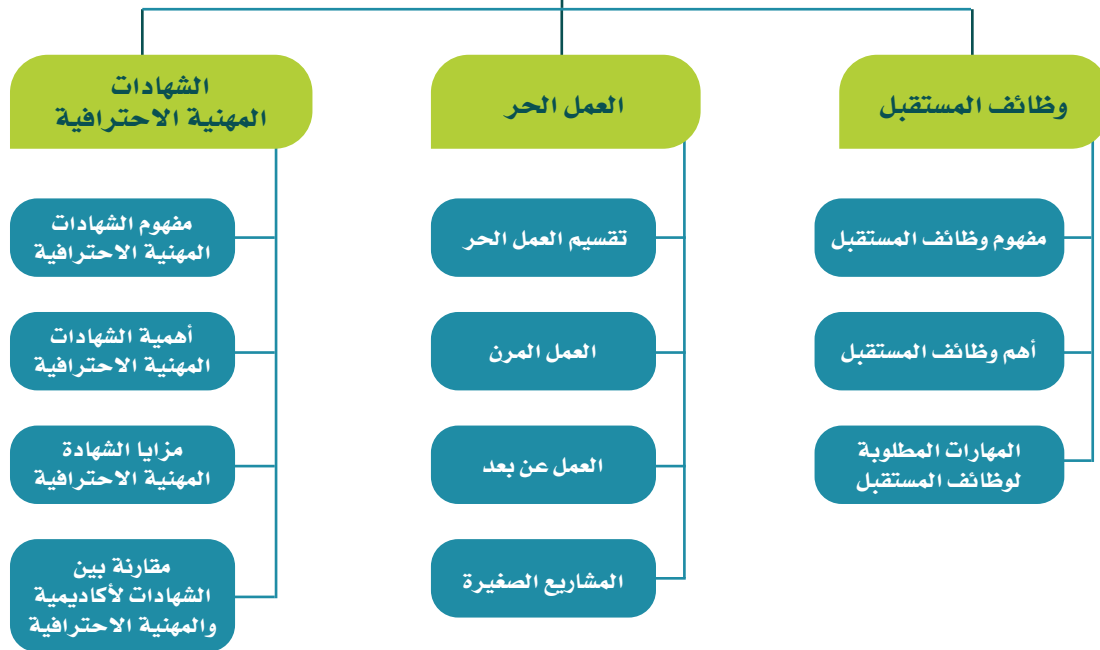 وظائف المستقبل
مفهوم وظائف المستقبل
أهم وظائف المستقبل
المهارات المطلوبة
لوظائف المستقبل
العمل الحر
تقسيم العمل الحر
العمل المرن
العمل عن بعد
المشاريع الصغيرة
الشهادات
المهنية الاحترافية
مفهوم الشهادات
المهنية الاحترافية
أهمية الشهادات
المهنية الاحترافية
مزايا الشهادة
المهنية الاحترافية
مقارنة بين
الشهادات لأكاديمية
والمهنية الاحترافية